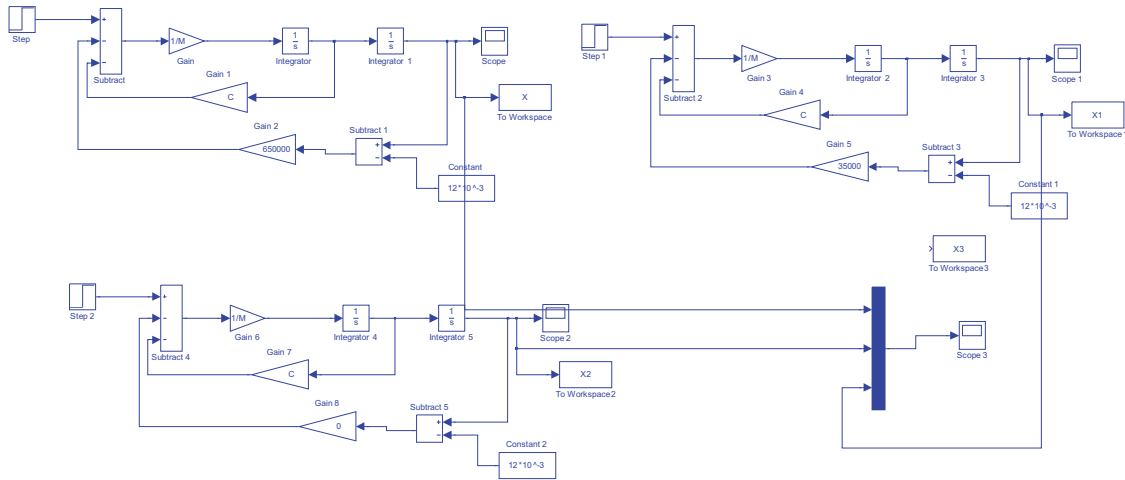 +
−
−
Step
Subtract
1/M
Gain
1
s
Integrator
1
s
Integrator 1
Scope
Gain 1
C
X
To Workspace
Gain 2
650000
Subtract 1
+
−
Constant
12*10^-3
+
−
−
Step 1
Subtract 2
1/M
Gain 3
1
s
Integrator 2
1
s
Integrator 3
Scope 1
Gain 4
C
X1
To Workspace
Gain 5
35000
Subtract 3
+
−
Constant 1
12*10^-3
X3
To Workspace3
+
−
−
Step 2
Subtract 4
1/M
Gain 6
1
s
Integrator 4
1
s
Integrator 5
Scope 2
Scope 3
Gain 7
C
X2
To Workspace2
Gain 8
0
Subtract 5
+
−
Constant 2
12*10^-3